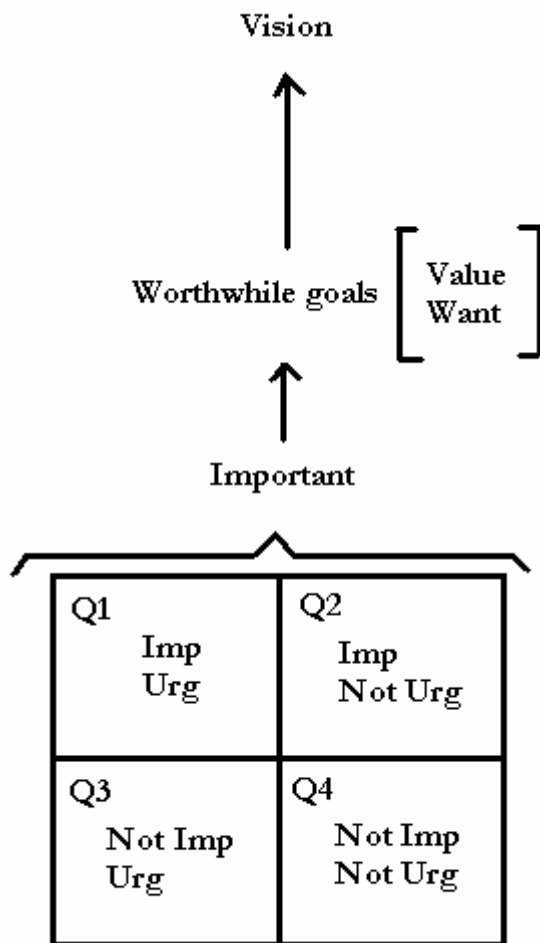 Vision
Worthwhile goals
Value
Want
Important
Q1
Imp
Urg
Q2
Imp
Not Urg
Q3
Not Imp
Urg
Q4
Not Imp
Not Urg